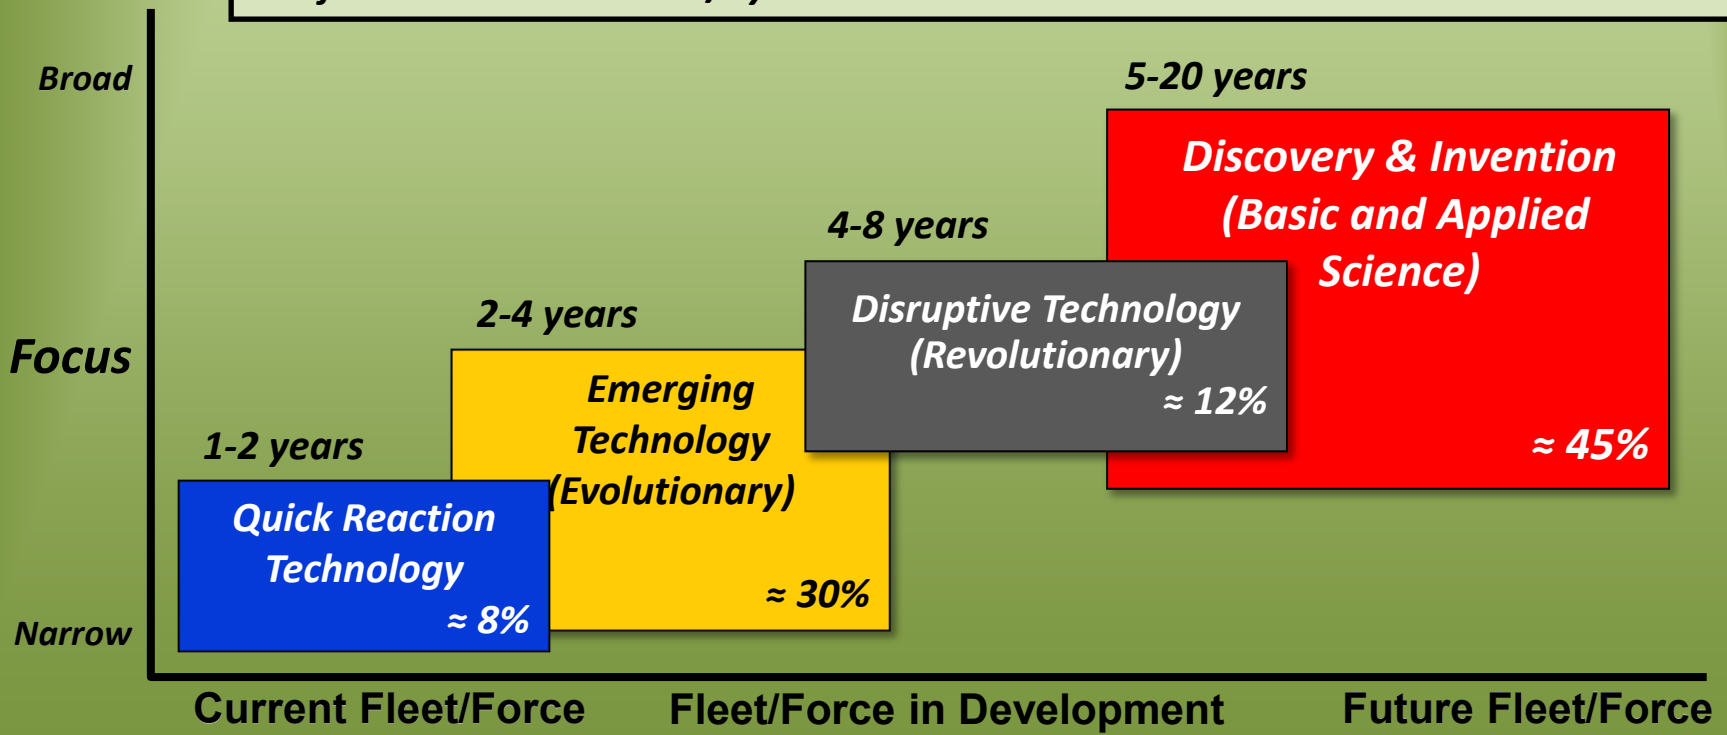 Broad
5-20 years
Discovery & Invention
(Basic and Applied
Science)
≈ 45%
4-8 years
Disruptive Technology
(Revolutionary)
≈ 12%
2-4 years
Emerging
Technology
(Evolutionary)
≈ 30%
Focus
1-2 years
Quick Reaction
Technology
≈ 8%
Narrow
Current Fleet/Force
Fleet/Force in Development
Future Fleet/Force